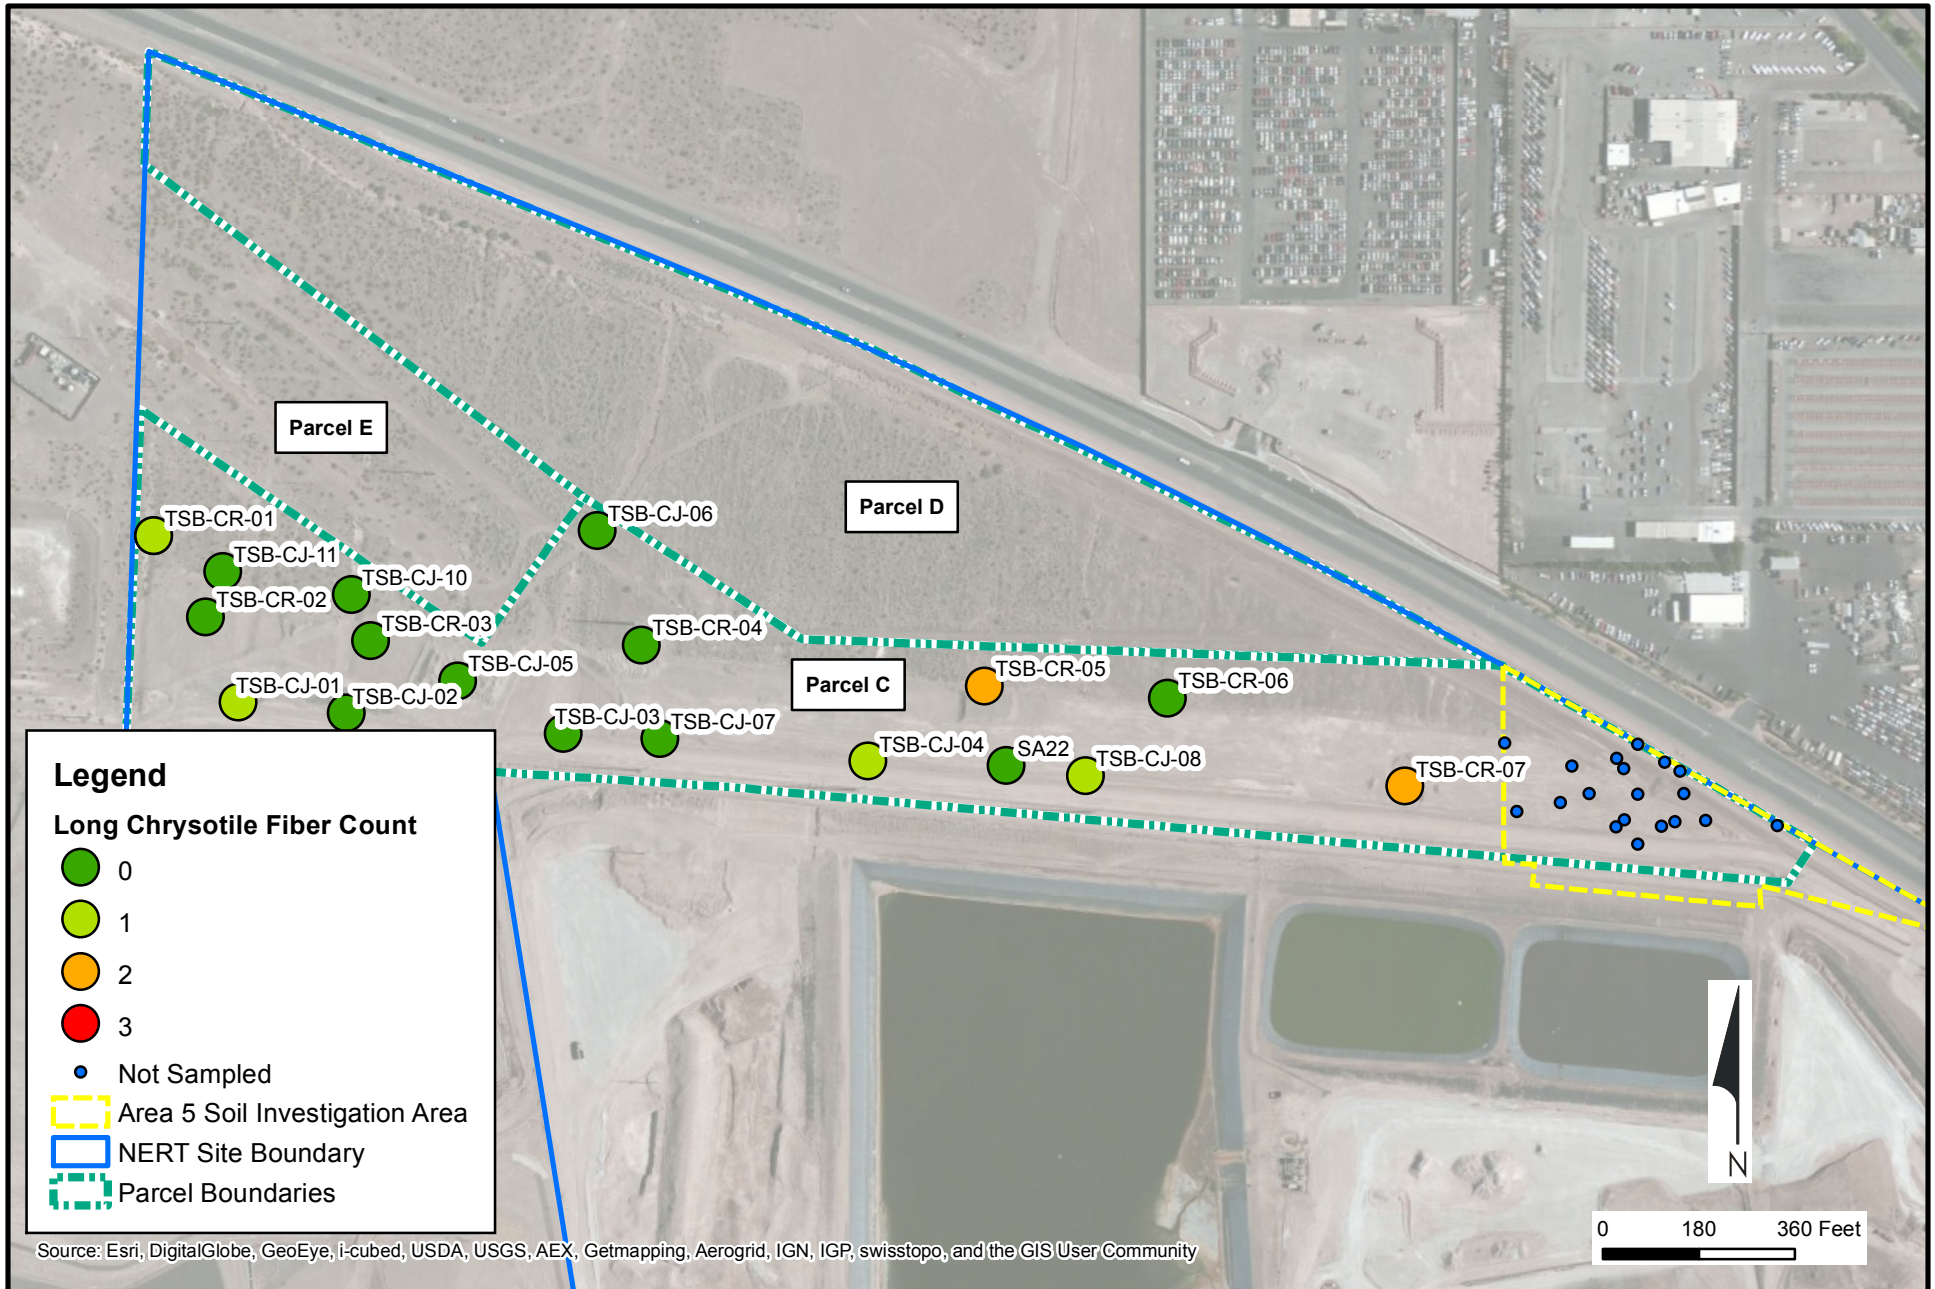 Parcel E
Parcel D
TSB-CR-01
TSB-CJ-06
TSB-CJ-11
TSB-CJ-10
TSB-CR-02
TSB-CR-03
TSB-CR-04
TSB-CJ-05
Parcel C
TSB-CR-05
TSB-CR-06
TSB-CJ-01
TSB-CJ-02
TSB-CJ-03
TSB-CJ-07
TSB-CJ-04
SA22
TSB-CJ-08
TSB-CR-07
Legend
Long Chrysotile Fiber Count
0
1
2
3
Not Sampled
Area 5 Soil Investigation Area
NERT Site Boundary
Parcel Boundaries
N
0 180 360 Feet
Source: Esri, DigitalGlobe, GeoEye, i-cubed, USDA, USGS, AEX, Getmapping, Aerogrid, IGN, IGP, swisstopo, and the GIS User Community